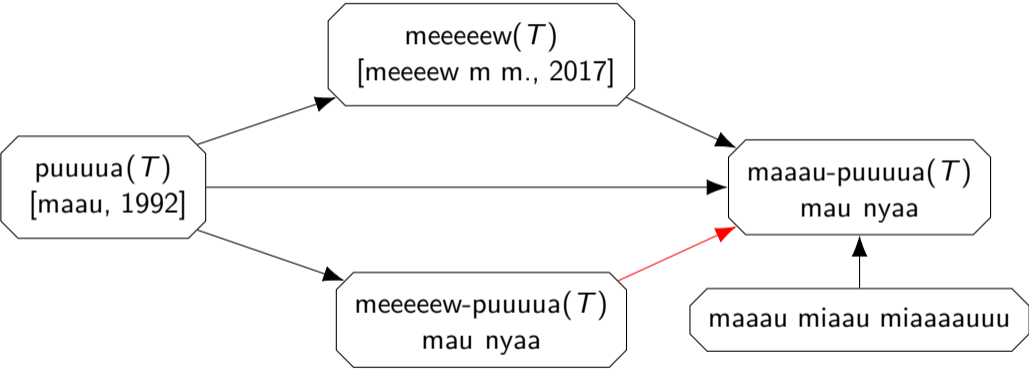 meeeeew(T)
[meeeew m m., 2017]
puuuua(T)
[maau, 1992]
maaau-puuuua(T)
mau nyaa
meeeeew-puuuua(T)
mau nyaa
maaau miaau miaaaauuu